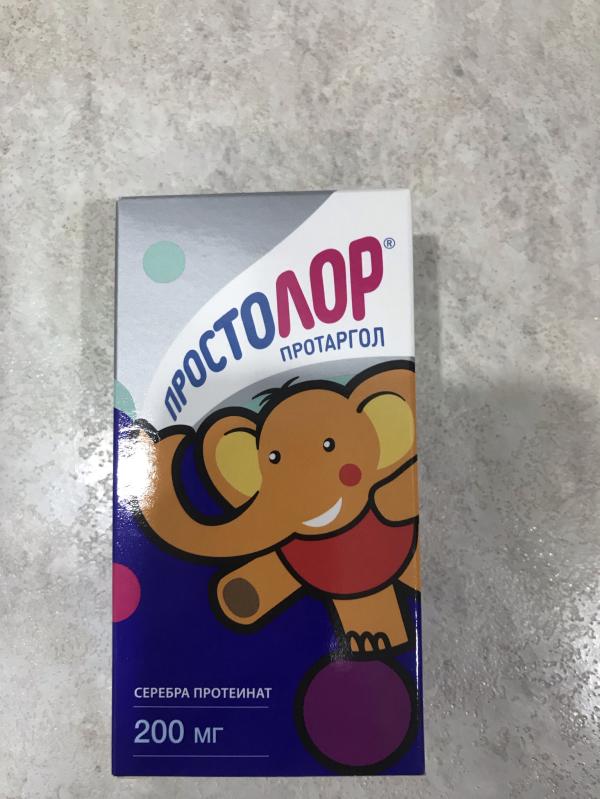 ПРОСТОЛОР®
ПРОТАРГОЛ
СЕРЕБРА ПРОТЕИНАТ
200 МГ